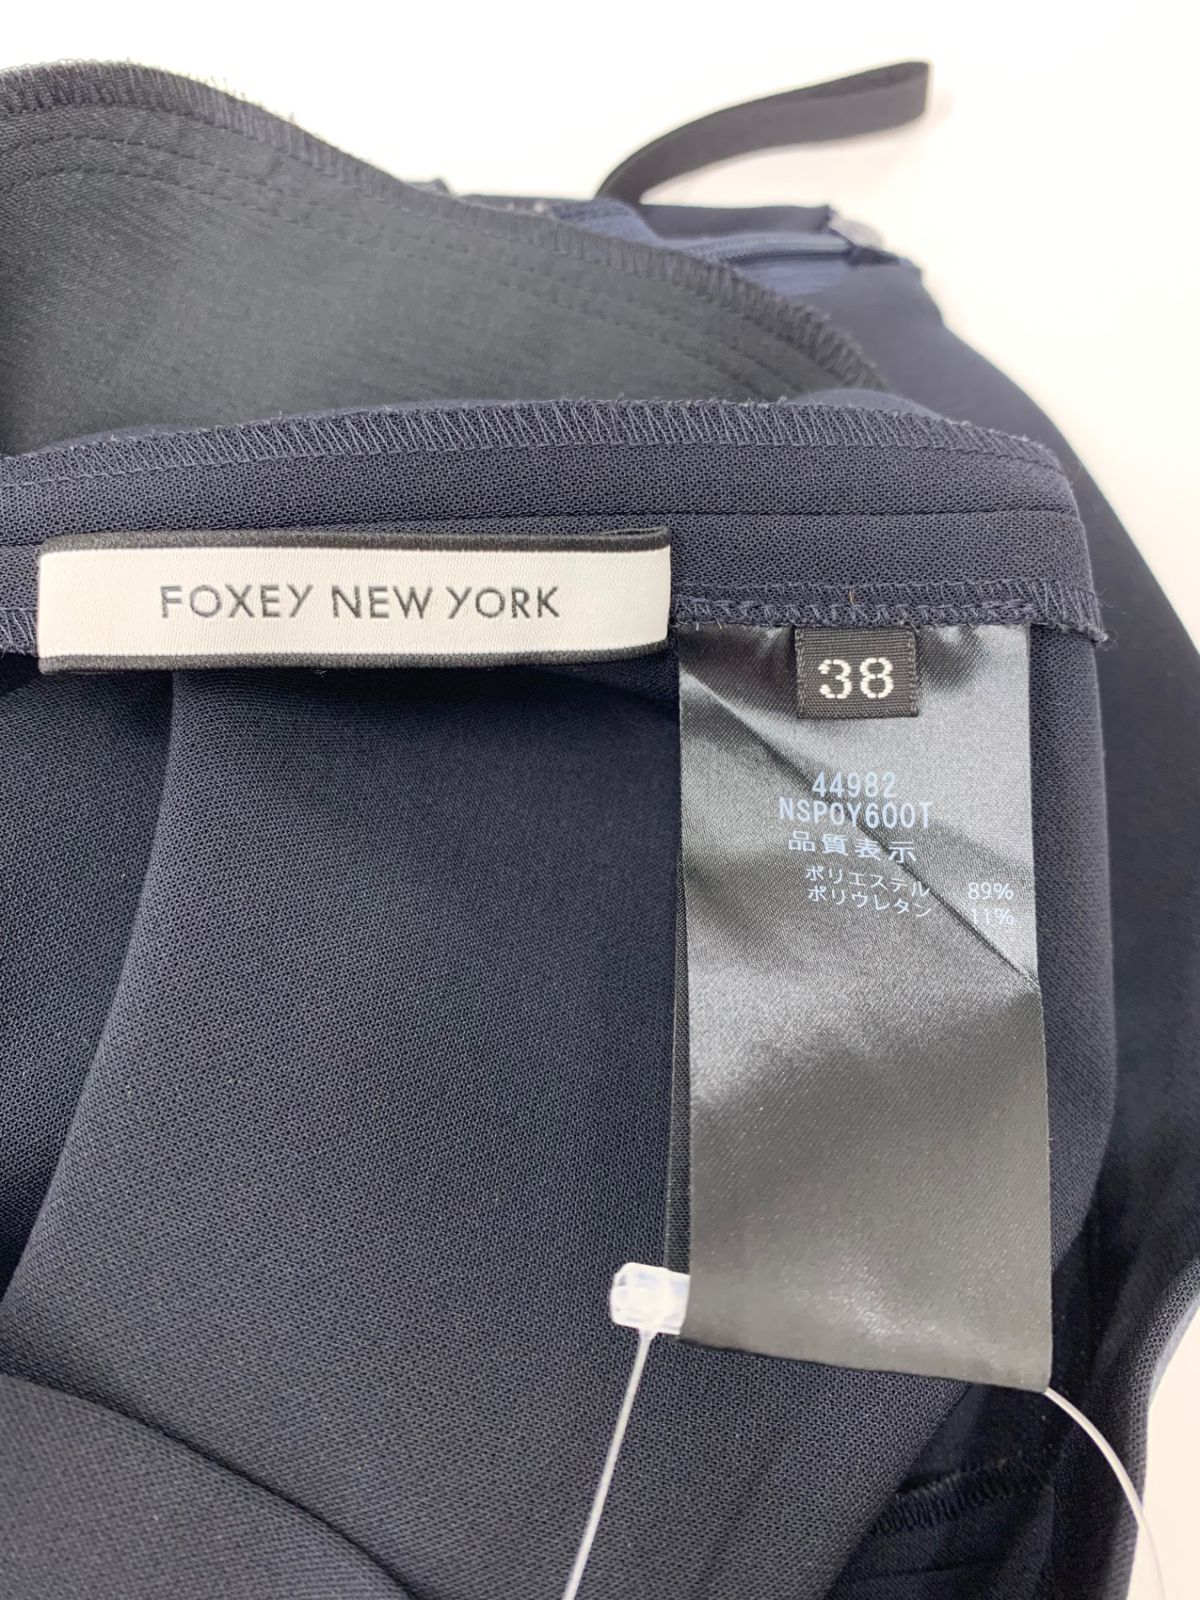 FOXEY NEW YORK
38
44982
NSPOY600T
品質表示
ポリエステル 89%
ポリウレタン 11%